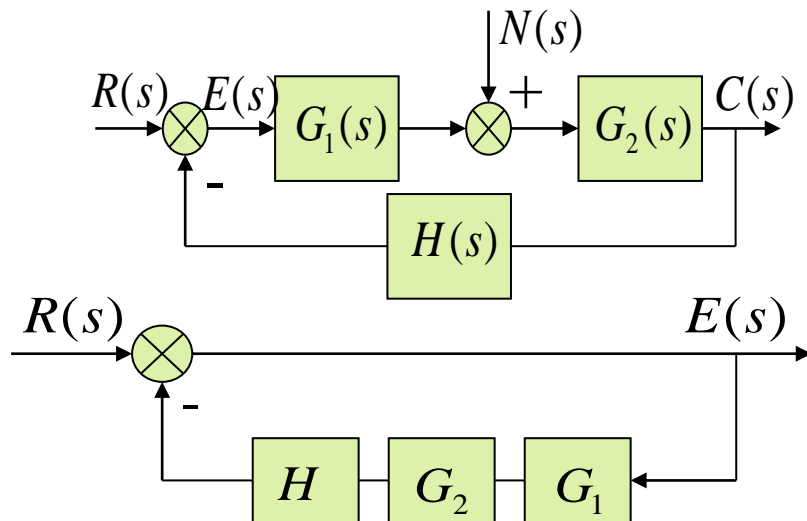 N(s)
R(s) E(s) G₁(s) + G₂(s) C(s)
-
H(s)
R(s) E(s)
-
H G₂ G₁